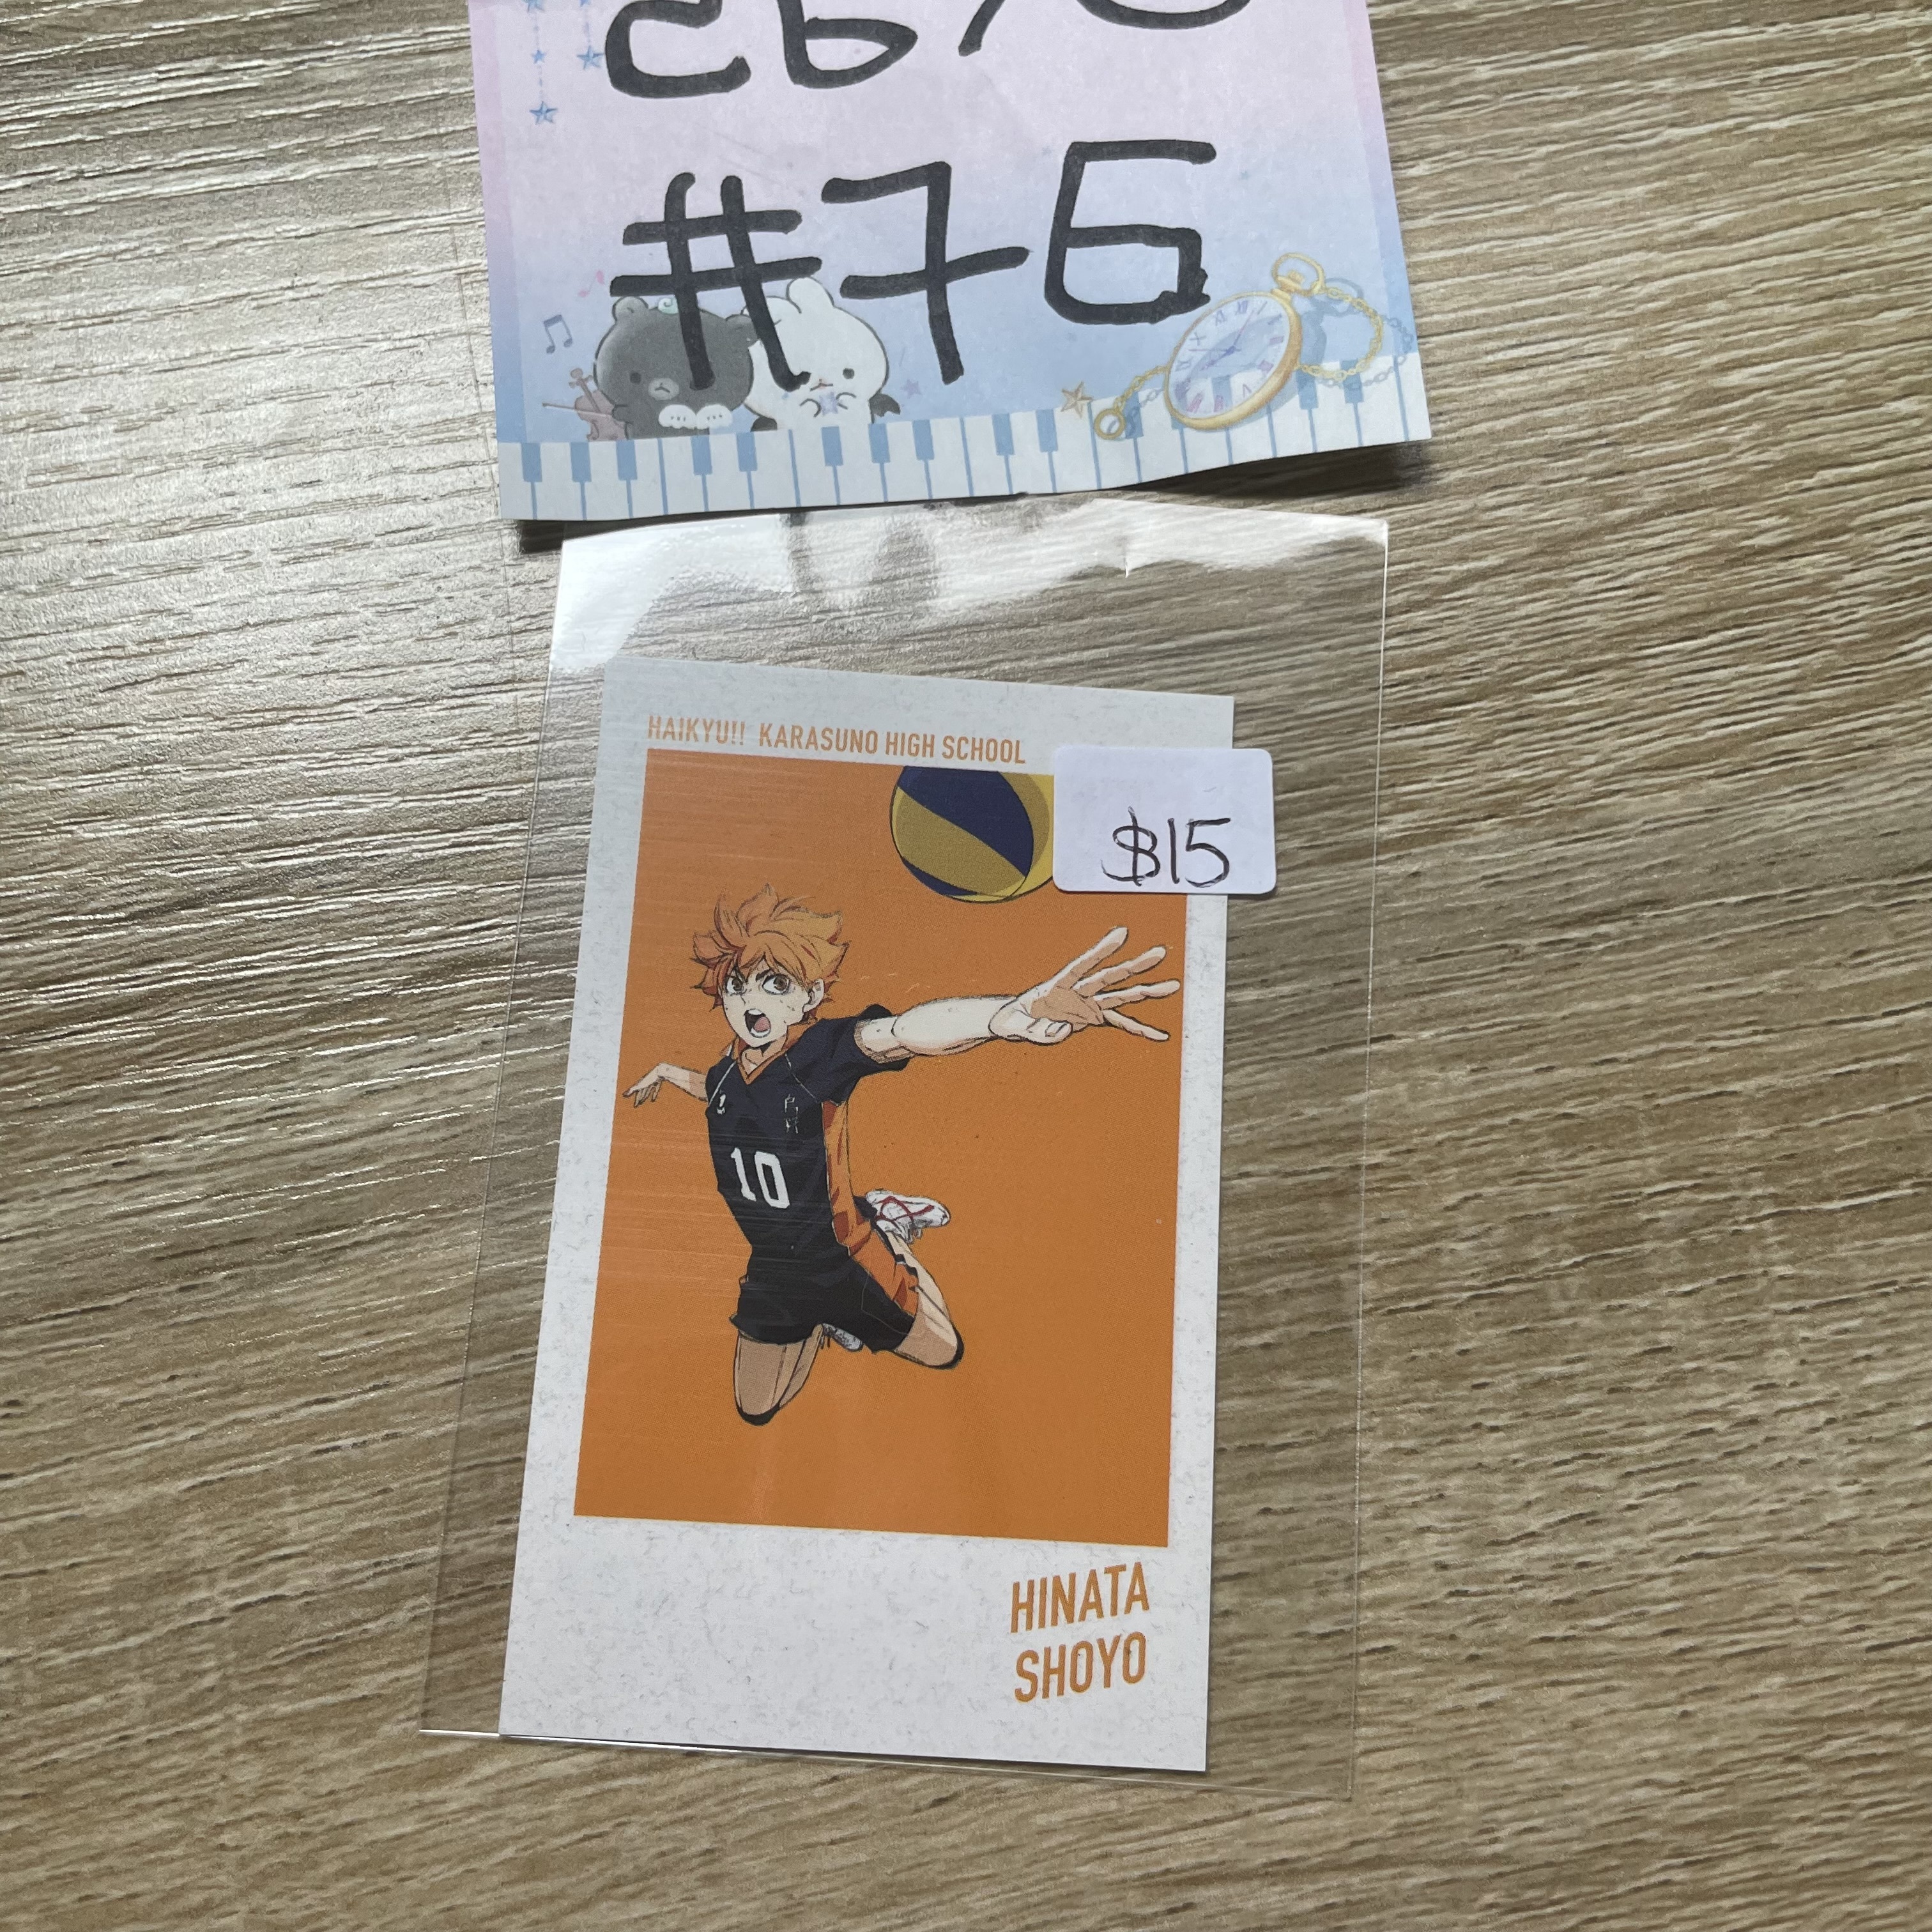 #76
HAIKYU!! KARASUNO HIGH SCHOOL
$15
10
HINATA
SHOYO